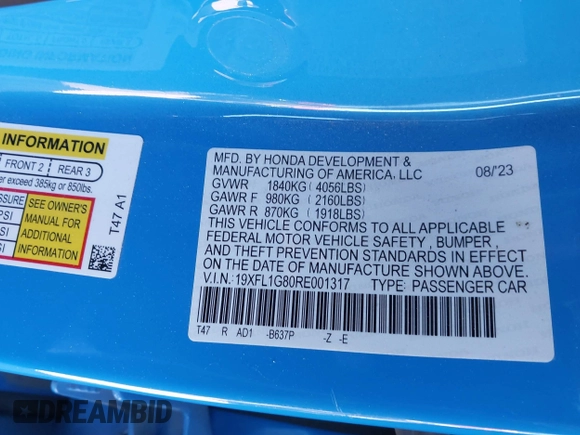 INFORMATION
FRONT 2 REAR 3
er exceed 385kg or 850lbs.
SSURE
PSI
PSI
SI
SEE OWNER'S
MANUAL FOR
ADDITIONAL
INFORMATION
T47 A1
MFD. BY HONDA DEVELOPMENT &
MANUFACTURING OF AMERICA, LLC 08/'23
GVWR 1840KG (4056LBS)
GAWR F 980KG (2160LBS)
GAWR R 870KG (1918LBS)
THIS VEHICLE CONFORMS TO ALL APPLICABLE
FEDERAL MOTOR VEHICLE SAFETY , BUMPER ,
AND THEFT PREVENTION STANDARDS IN EFFECT
ON THE DATE OF MANUFACTURE SHOWN ABOVE.
V.I.N.: 19XFL1G80RE001317 TYPE: PASSENGER CAR
T47 R AD1 -B637P -Z -E
DREAMBID